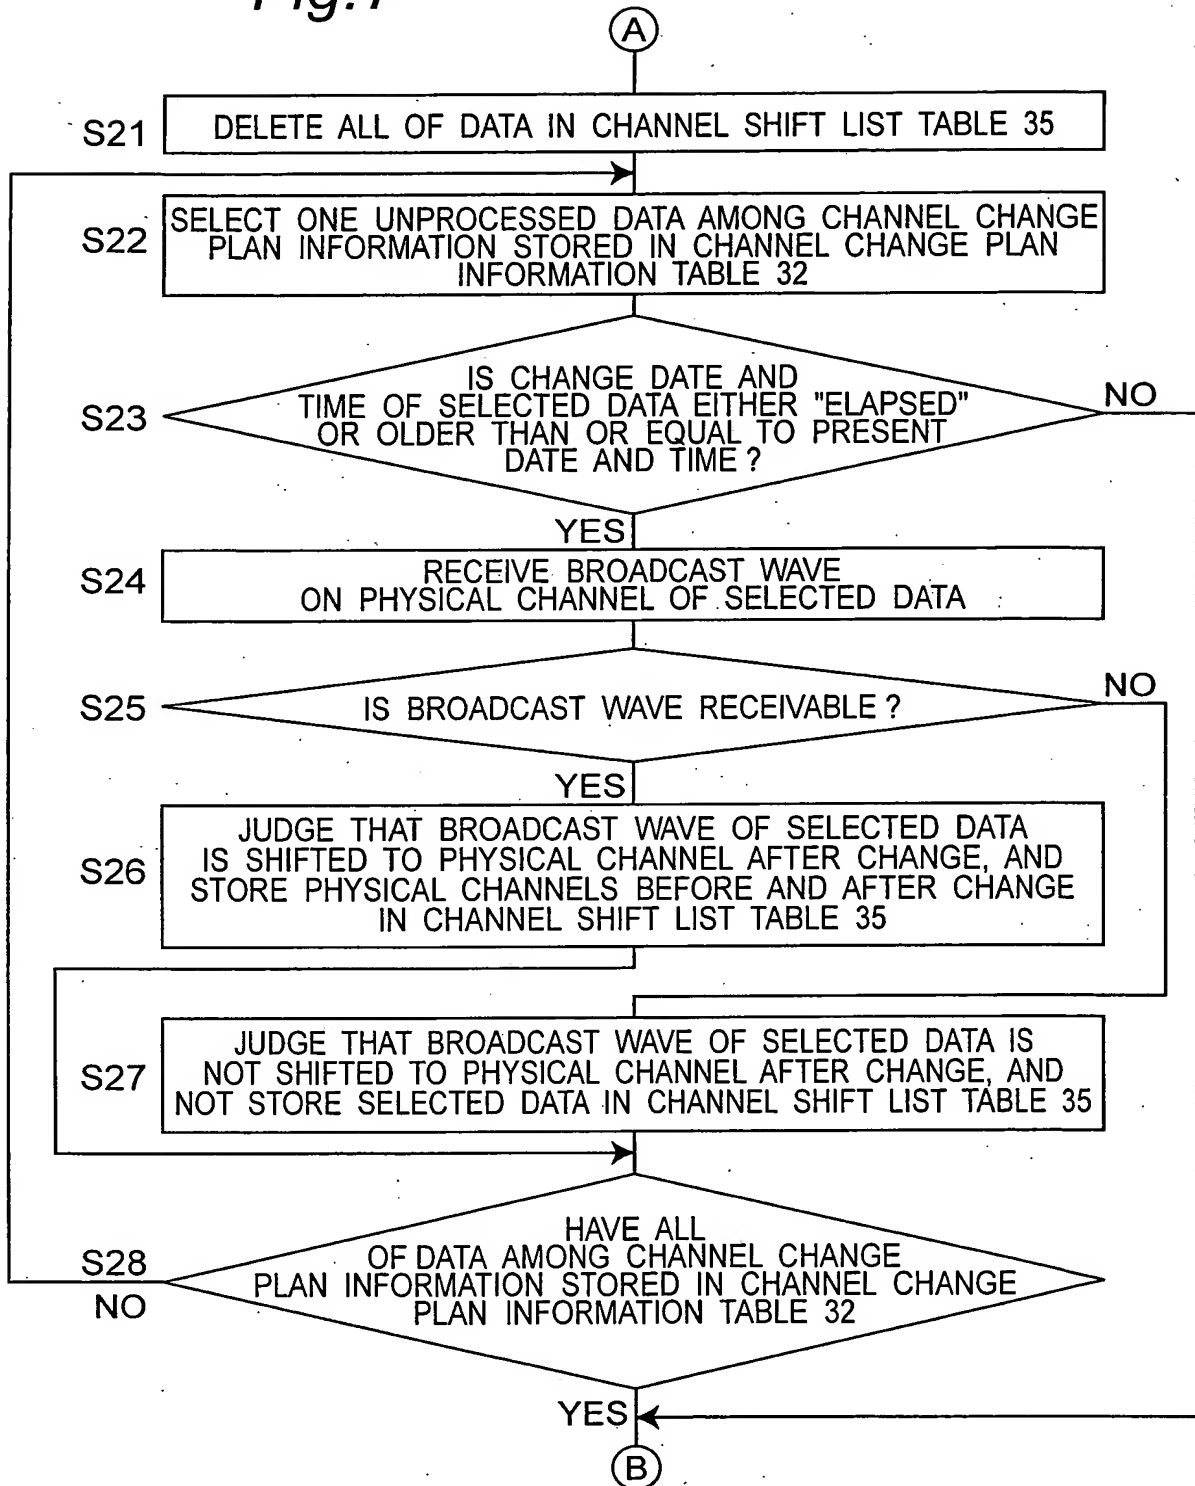 Fig.7
A
S21
DELETE ALL OF DATA IN CHANNEL SHIFT LIST TABLE 35
S22
SELECT ONE UNPROCESSED DATA AMONG CHANNEL CHANGE
PLAN INFORMATION STORED IN CHANNEL CHANGE PLAN
INFORMATION TABLE 32
S23
IS CHANGE DATE AND
TIME OF SELECTED DATA EITHER "ELAPSED"
OR OLDER THAN OR EQUAL TO PRESENT
DATE AND TIME ?
NO
YES
S24
RECEIVE BROADCAST WAVE
ON PHYSICAL CHANNEL OF SELECTED DATA
S25
IS BROADCAST WAVE RECEIVABLE ?
NO
YES
S26
JUDGE THAT BROADCAST WAVE OF SELECTED DATA
IS SHIFTED TO PHYSICAL CHANNEL AFTER CHANGE, AND
STORE PHYSICAL CHANNELS BEFORE AND AFTER CHANGE
IN CHANNEL SHIFT LIST TABLE 35
S27
JUDGE THAT BROADCAST WAVE OF SELECTED DATA IS
NOT SHIFTED TO PHYSICAL CHANNEL AFTER CHANGE, AND
NOT STORE SELECTED DATA IN CHANNEL SHIFT LIST TABLE 35
S28
NO
HAVE ALL
OF DATA AMONG CHANNEL CHANGE
PLAN INFORMATION STORED IN CHANNEL CHANGE
PLAN INFORMATION TABLE 32
YES
B